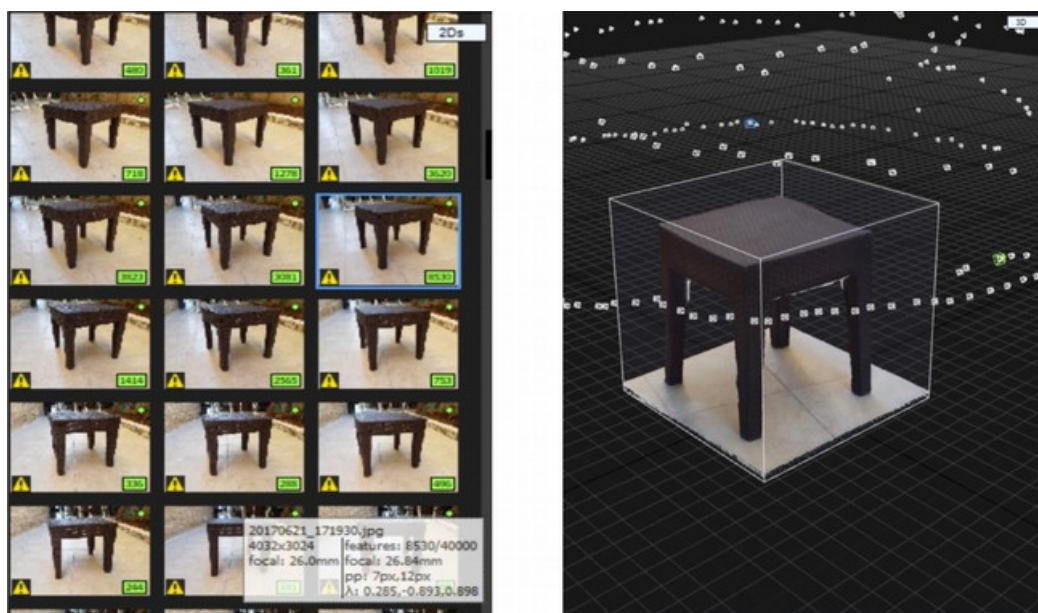 2Ds
480 361 1019
718 1278 3620
3823 3081 8530
1414 2565 753
336 288 496
244
20170621_171930.jpg
4032x3024 features: 8530/40000
focal: 26.0mm focal: 26.84mm
pp: 7px,12px
λ: 0.285,-0.893,0.898
3D